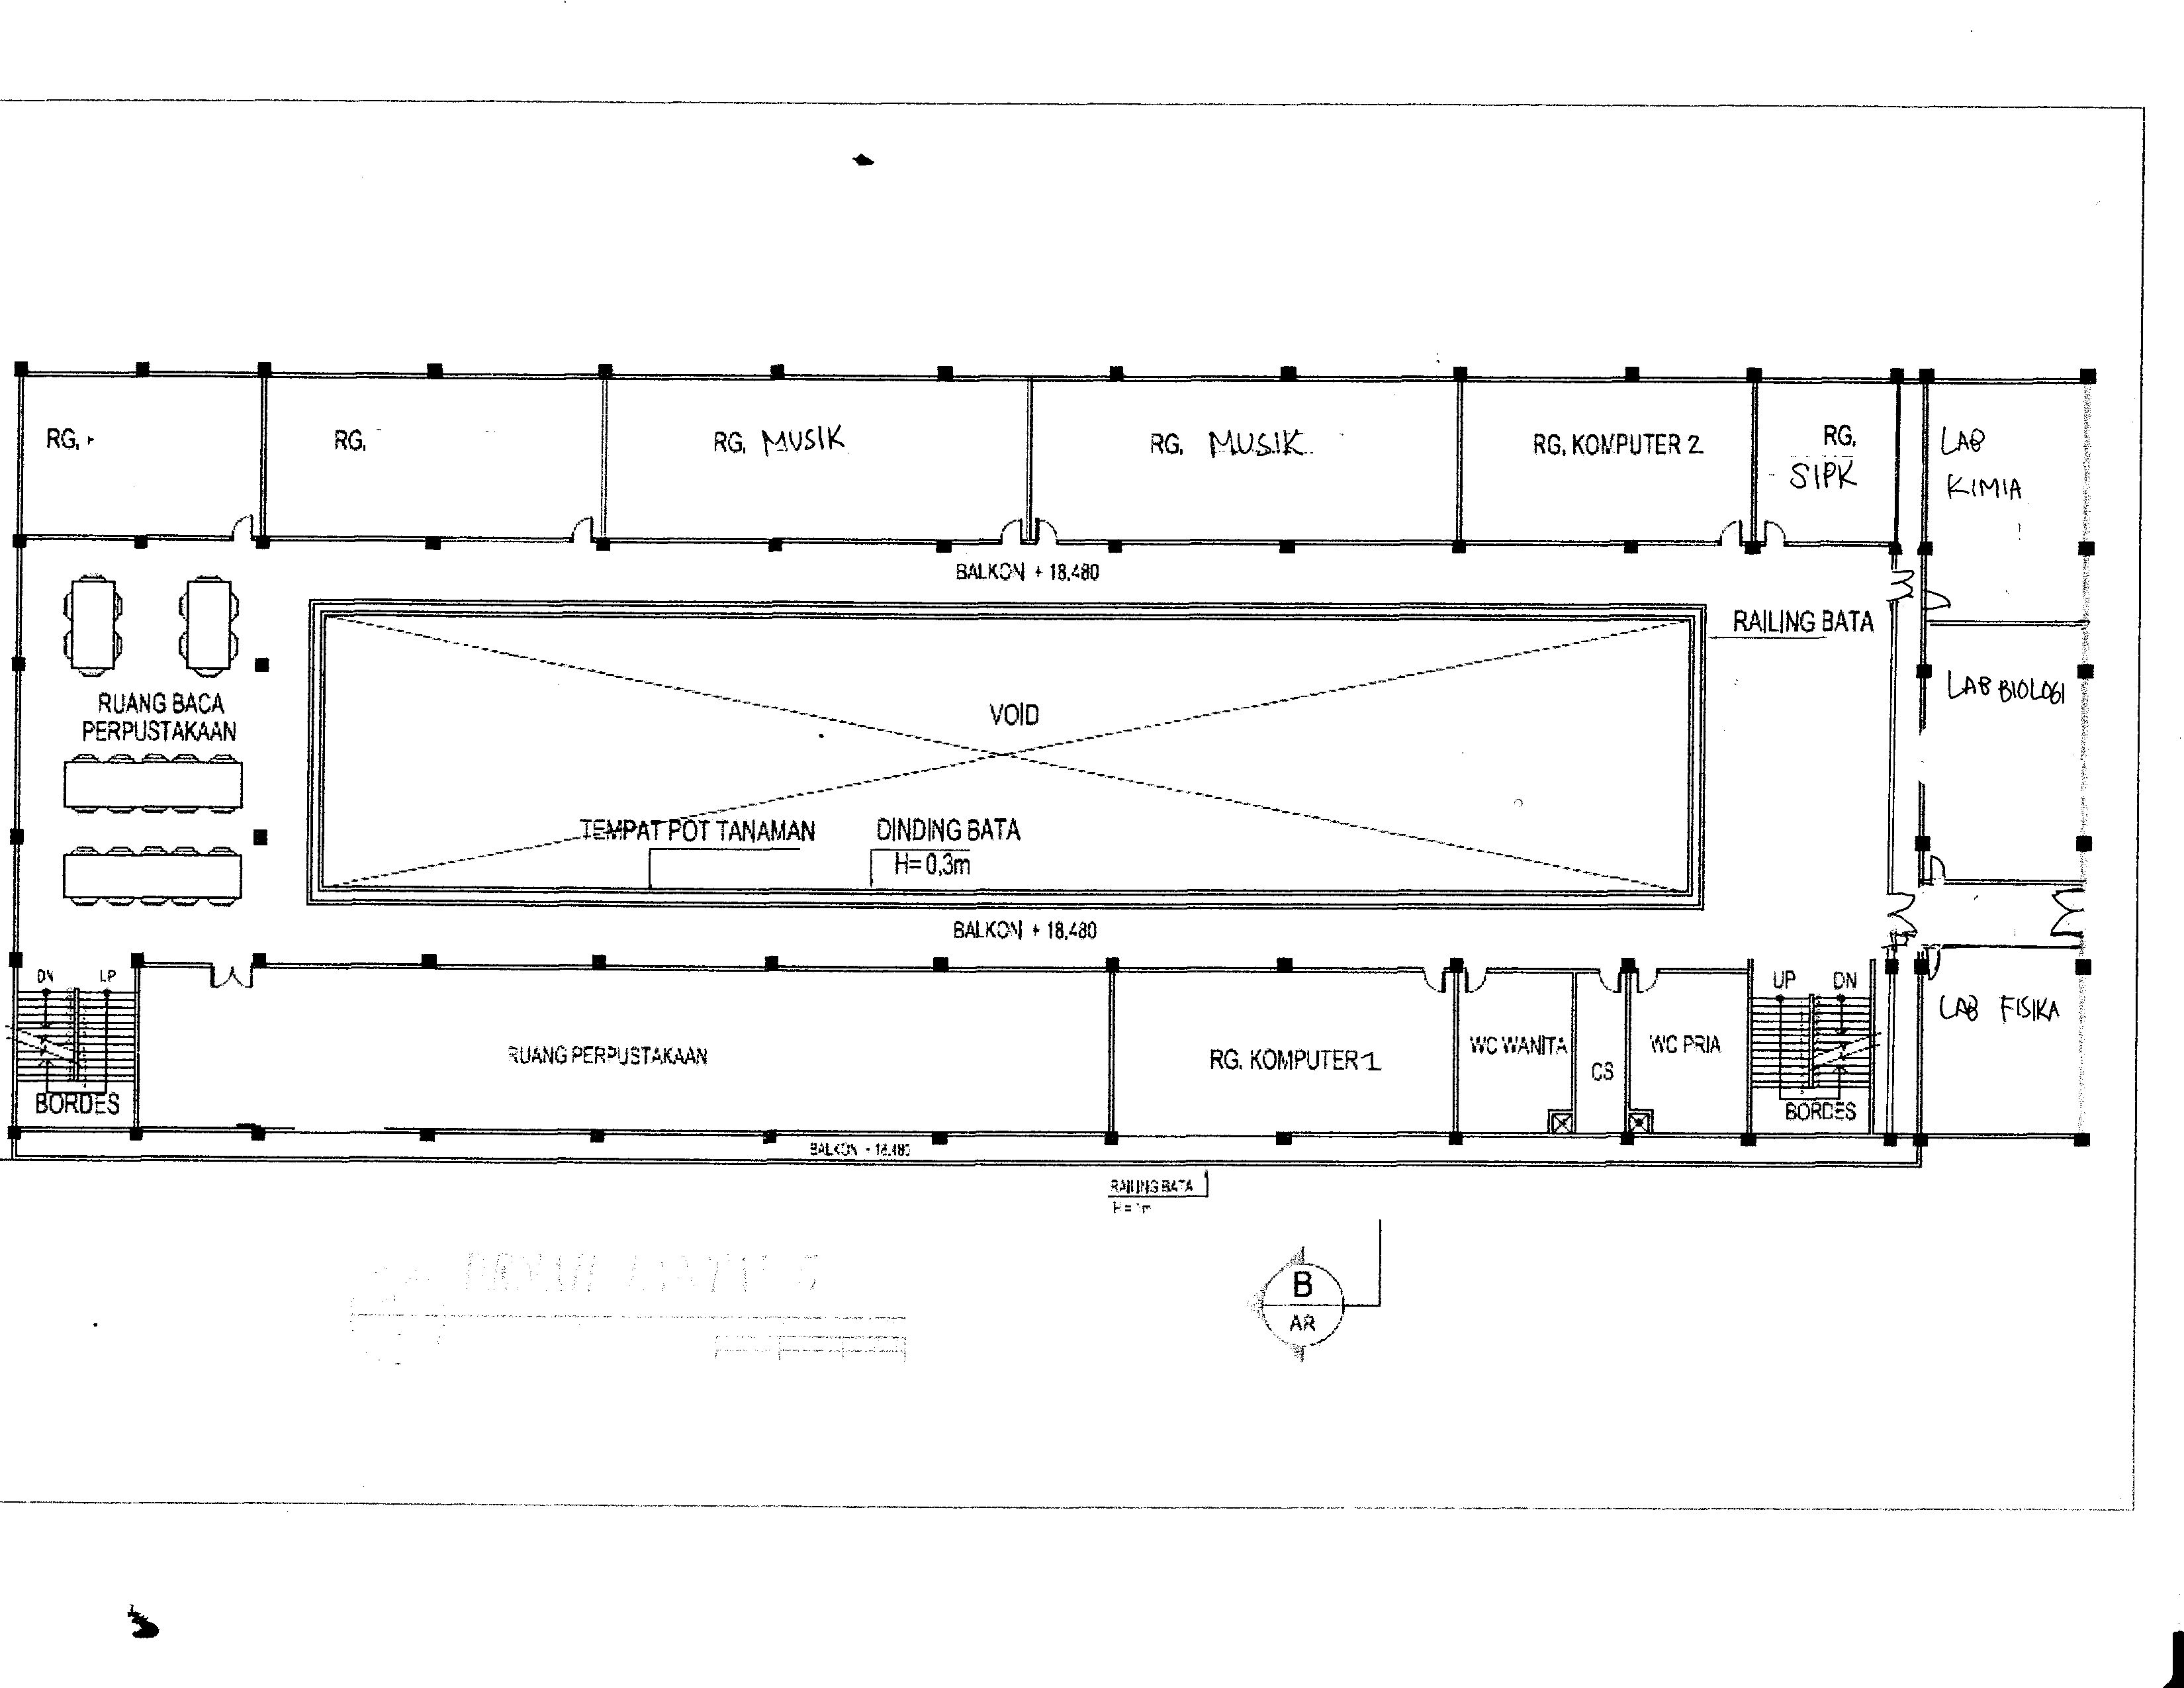 RG.
RG.
RG. MUSIK
RG. MUSIK
RG. KOMPUTER 2
RG.
SIPK
LAB
KIMIA
BALKON + 18,480
RAILING BATA
LAB BIOLOGI
RUANG BACA
PERPUSTAKAAN
VOID
TEMPAT POT TANAMAN
DINDING BATA
H= 0,3m
BALKON + 18,480
DN
UP
UP
DN
LAB FISIKA
RUANG PERPUSTAKAAN
RG. KOMPUTER 1
WC WANITA
CS
WC PRIA
BORDES
BORDES
BALKON + 18,480
RAILING BATA
B
AR